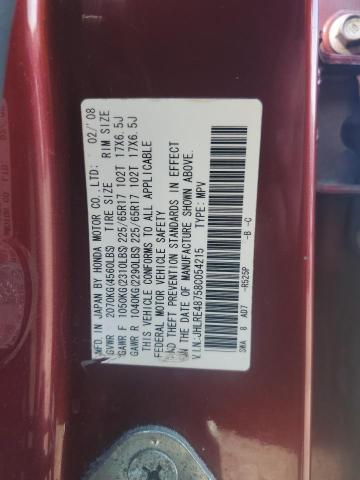 MFD. IN JAPAN BY HONDA MOTOR CO., LTD. 02/'08
GVWR 2070KG(4560LBS) TIRE SIZE RIM SIZE
GAWR F 1050KG(2310LBS) 225/65R17 102T 17X6.5J
GAWR R 1040KG(2290LBS) 225/65R17 102T 17X6.5J
THIS VEHICLE CONFORMS TO ALL APPLICABLE
FEDERAL MOTOR VEHICLE SAFETY AND THEFT PREVENTION STANDARDS IN EFFECT
ON THE DATE OF MANUFACTURE SHOWN ABOVE.
V.I.N.:JHLRE48758C054215 TYPE: MPV
SWA 8 AD7 -R525P -B -C